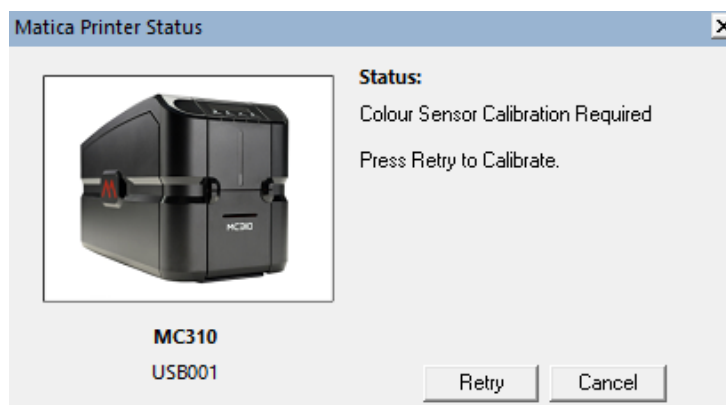 Matica Printer Status
Status:
Colour Sensor Calibration Required
Press Retry to Calibrate.
MC310
MC310
USB001
Retry Cancel